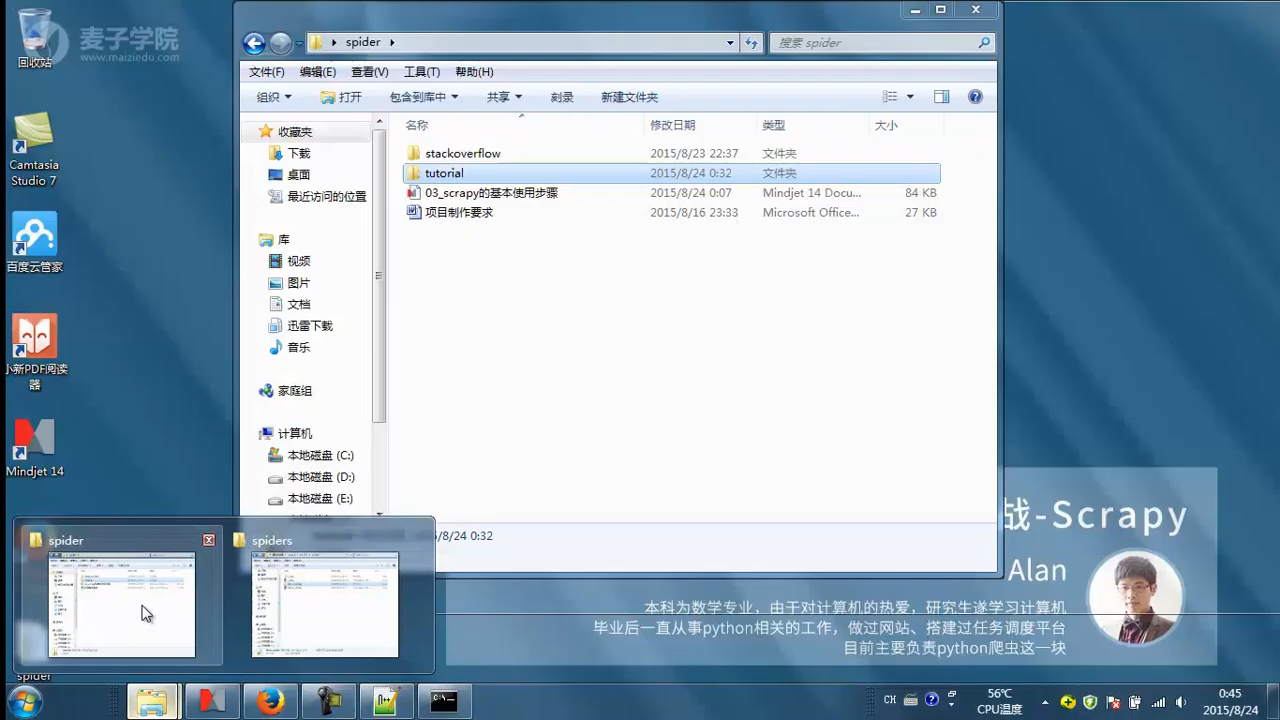 麦子学院
www.maiziedu.com
回收站
Camtasia
Studio 7
百度云管家
小新PDF阅读
器
Mindjet 14
spider
spider
搜索 spider
文件(F) 编辑(E) 查看(V) 工具(T) 帮助(H)
组织 打开 包含到库中 共享 刻录 新建文件夹
收藏夹
下载
桌面
最近访问的位置
库
视频
图片
文档
迅雷下载
音乐
家庭组
计算机
本地磁盘 (C:)
本地磁盘 (D:)
本地磁盘 (E:)
名称 修改日期 类型 大小
stackoverflow 2015/8/23 22:37 文件夹
tutorial 2015/8/24 0:32 文件夹
03_scrapy的基本使用步骤 2015/8/24 0:07 Mindjet 14 Docu... 84 KB
项目制作要求 2015/8/16 23:33 Microsoft Office... 27 KB
5/8/24 0:32
spider
spiders
战-Scrapy
Alan
本科为数学专业，由于对计算机的热爱，研究生遂学习计算机
毕业后一直从事python相关的工作，做过网站、搭建过任务调度平台
目前主要负责python爬虫这一块
CH
56℃
CPU温度
0:45
2015/8/24